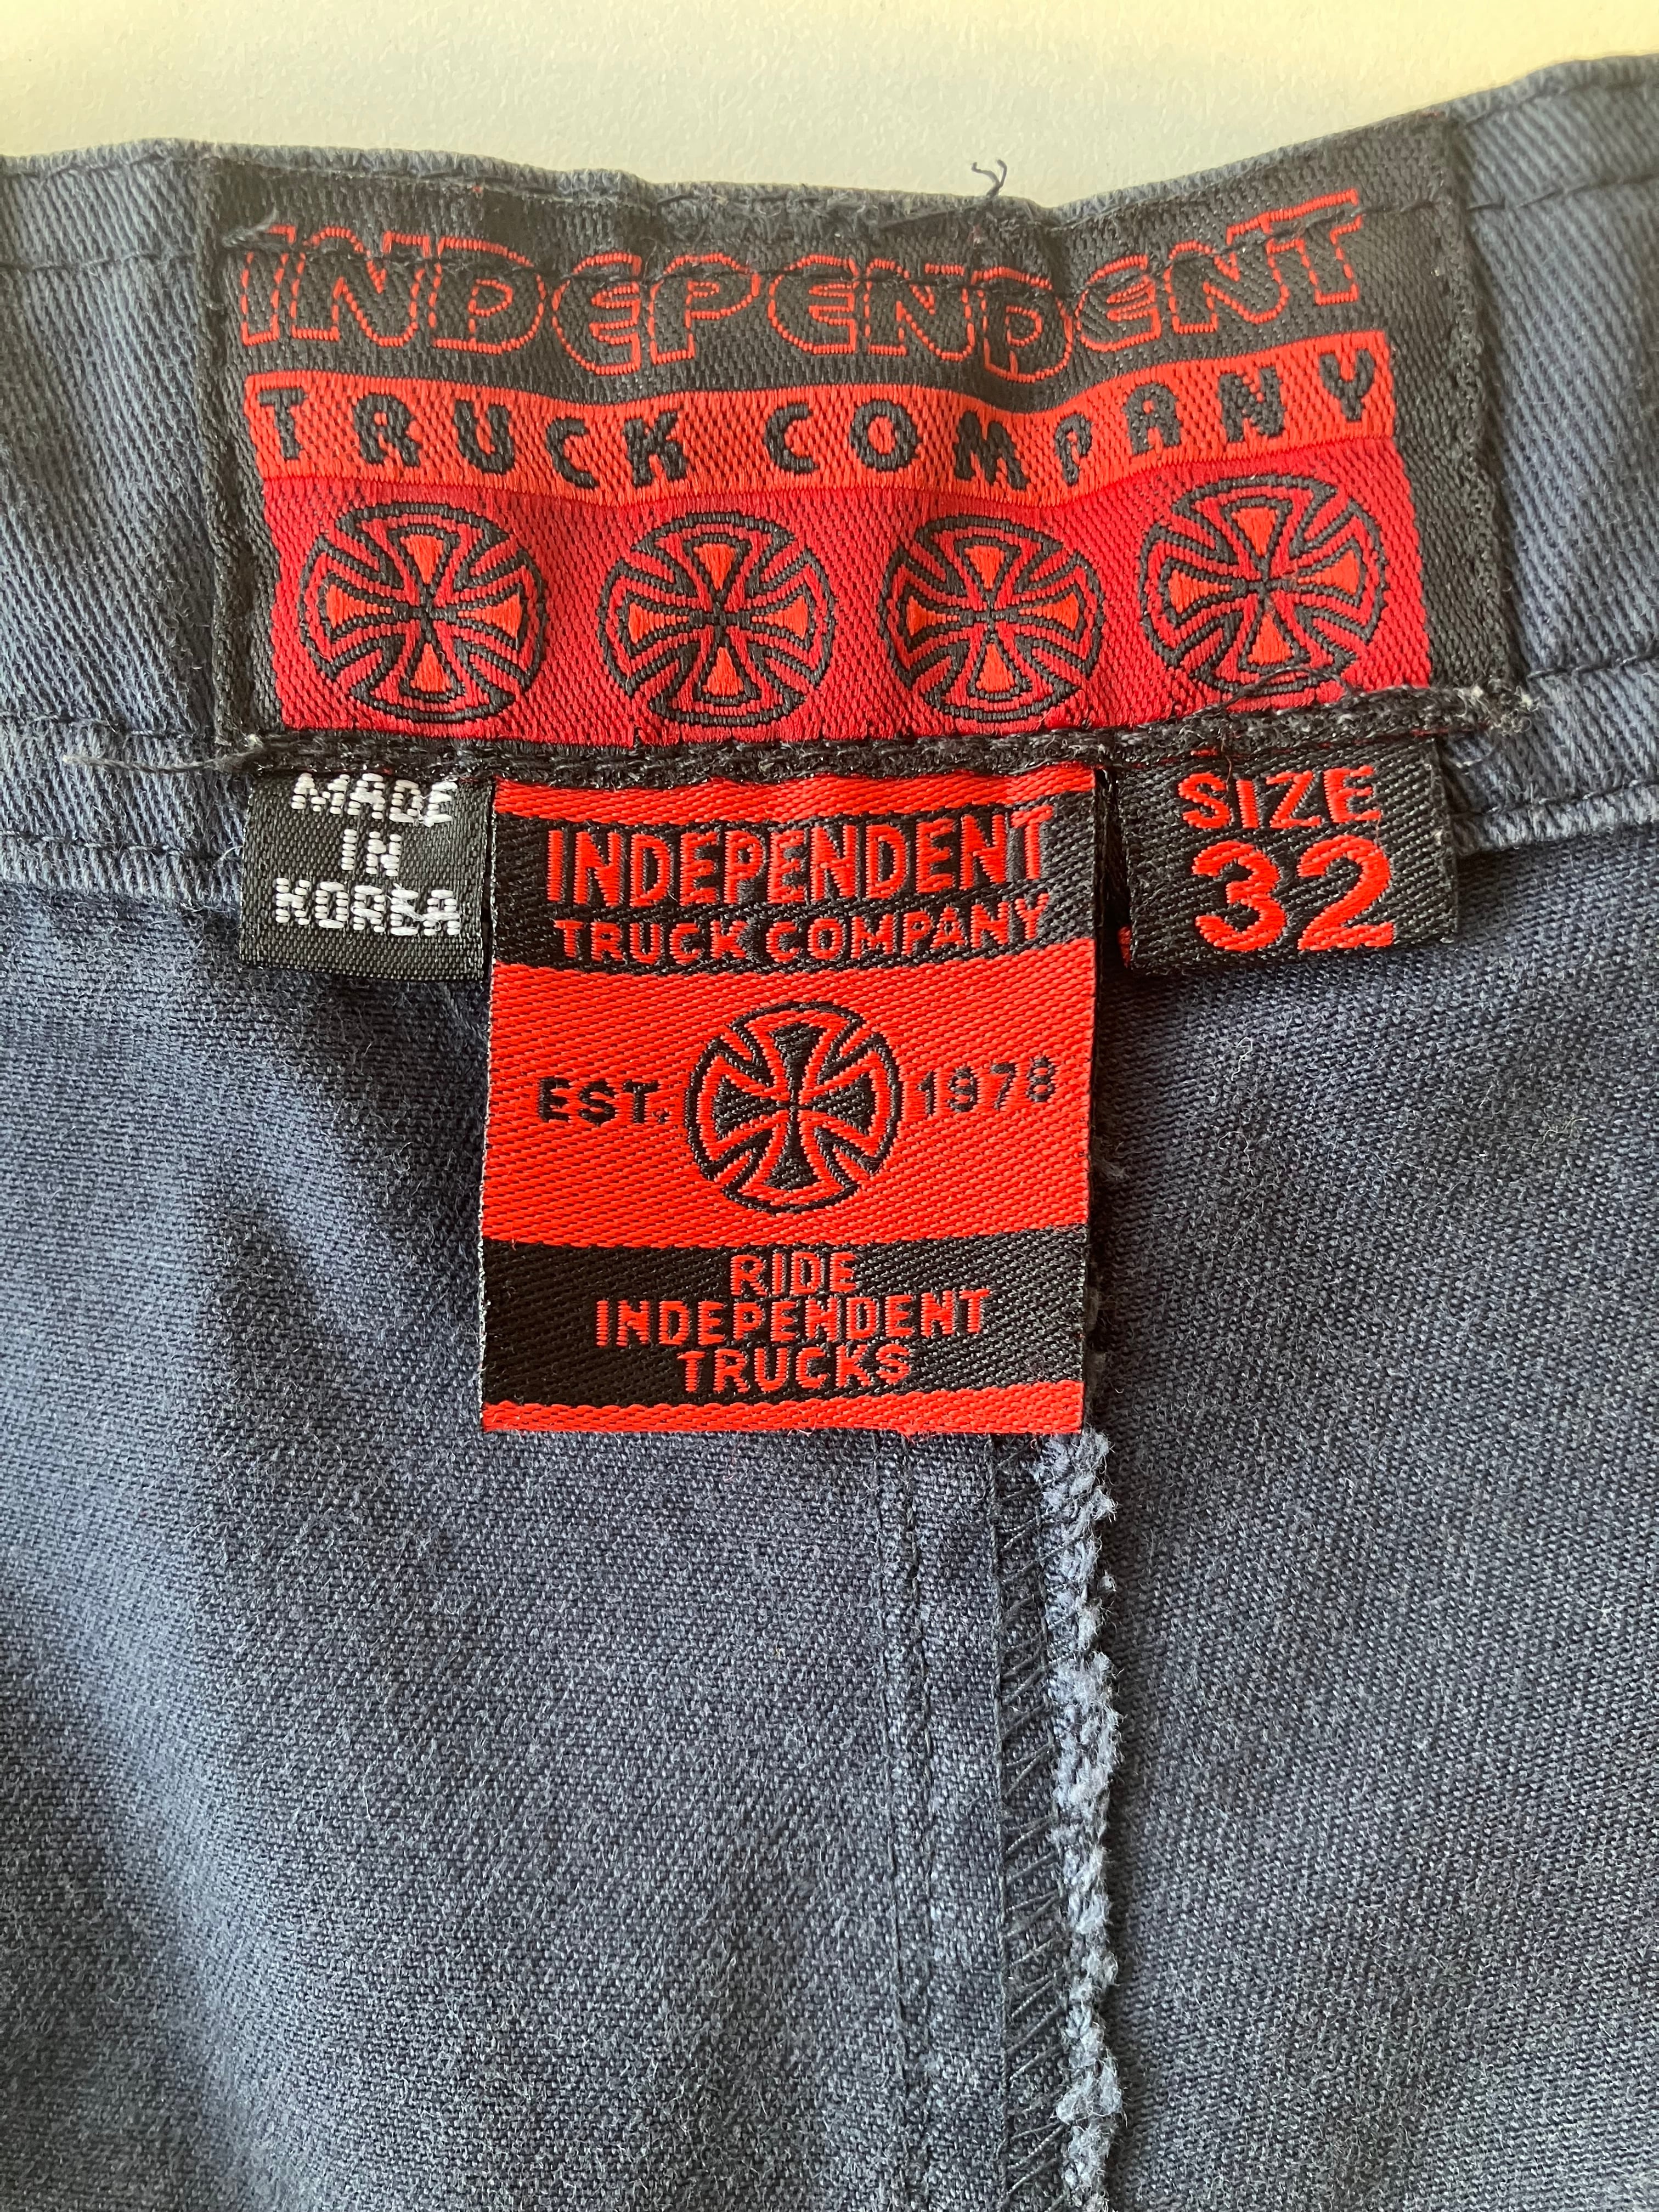 INDEPENDENT
TRUCK COMPANY
MADE
IN
KOREA
INDEPENDENT
TRUCK COMPANY
EST. 1978
RIDE
INDEPENDENT
TRUCKS
SIZE
32